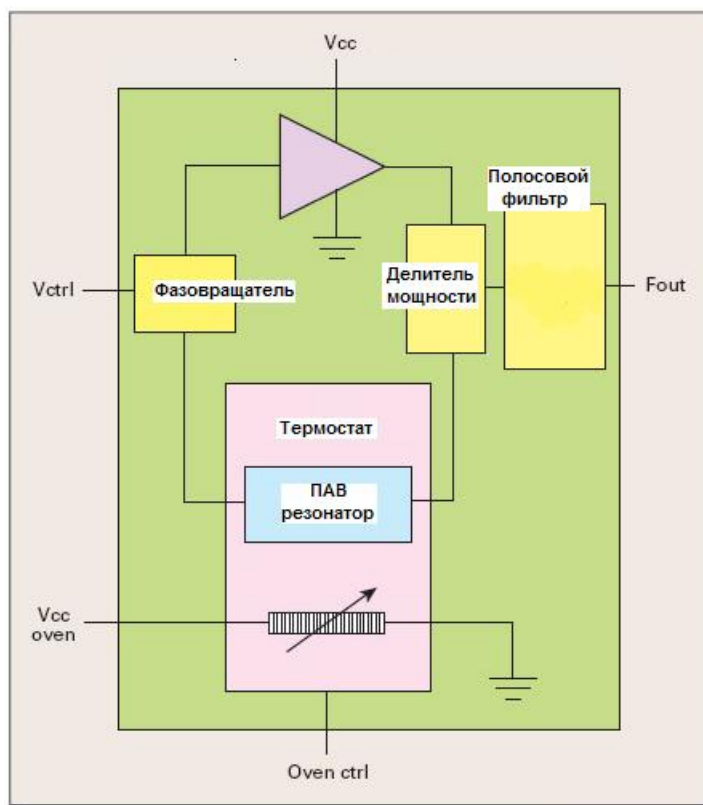 Vcc
Полосовой
фильтр
Vctrl
Фазовращатель
Делитель
мощности
Fout
Термостат
ПАВ
резонатор
Vcc
oven
Oven ctrl